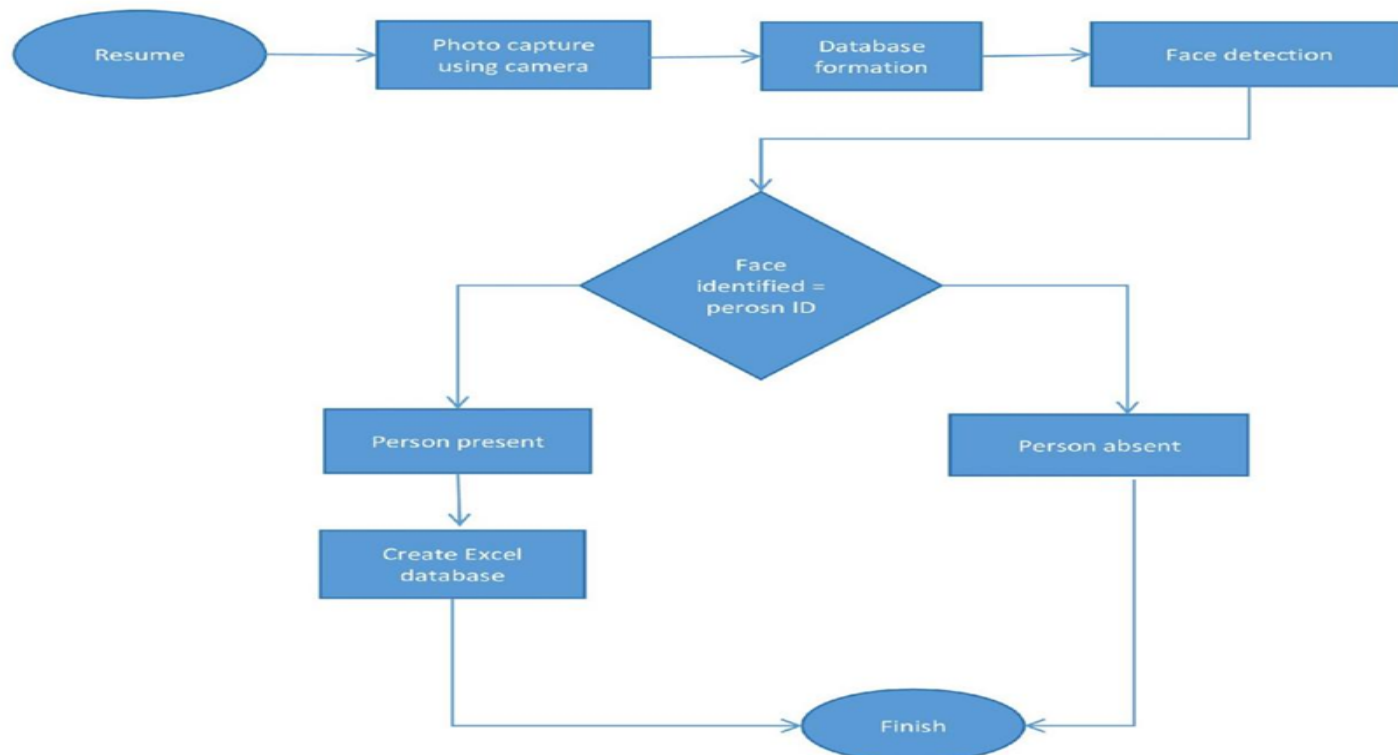 Resume
Photo capture
using camera
Database
formation
Face detection
Face
identified =
perosn ID
Person present
Person absent
Create Excel
database
Finish